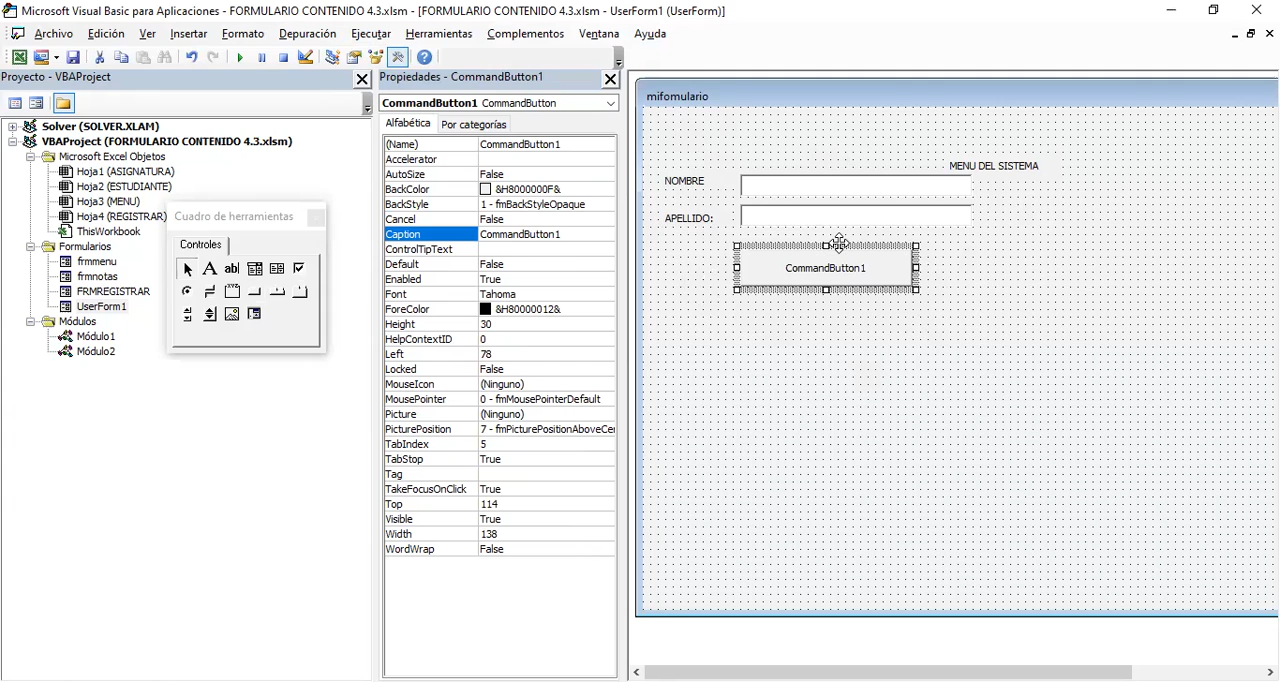 Microsoft Visual Basic para Aplicaciones - FORMULARIO CONTENIDO 4.3.xlsm - [FORMULARIO CONTENIDO 4.3.xlsm - UserForm1 (UserForm)]
Archivo Edición Ver Insertar Formato Depuración Ejecutar Herramientas Complementos Ventana Ayuda
Proyecto - VBAProject
Solver (SOLVER.XLAM)
VBAProject (FORMULARIO CONTENIDO 4.3.xlsm)
Microsoft Excel Objetos
Hoja1 (ASIGNATURA)
Hoja2 (ESTUDIANTE)
Hoja3 (MENU)
Hoja4 (REGISTRAR)
ThisWorkbook
Formularios
frmmenu
frmnotas
FRMREGISTRAR
UserForm1
Módulos
Módulo1
Módulo2
Cuadro de herramientas
Controles
A ab
Propiedades - CommandButton1
CommandButton1 CommandButton
Alfabética Por categorías
(Name) CommandButton1
Accelerator
AutoSize False
BackColor &H8000000F&
BackStyle 1 - fmBackStyleOpaque
Cancel False
Caption CommandButton1
ControlTipText
Default False
Enabled True
Font Tahoma
ForeColor &H80000012&
Height 30
HelpContextID 0
Left 78
Locked False
MouseIcon (Ninguno)
MousePointer 0 - fmMousePointerDefault
Picture (Ninguno)
PicturePosition 7 - fmPicturePositionAboveCer
TabIndex 5
TabStop True
Tag
TakeFocusOnClick True
Top 114
Visible True
Width 138
WordWrap False
mifomulario
MENU DEL SISTEMA
NOMBRE
APELLIDO:
CommandButton1